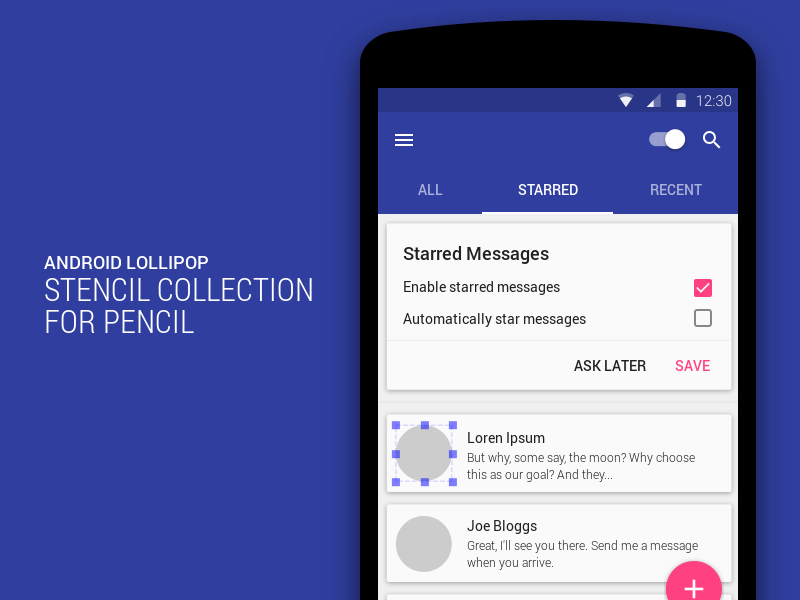 ANDROID LOLLIPOP
STENCIL COLLECTION
FOR PENCIL
12:30
ALL STARRED RECENT
Starred Messages
Enable starred messages
Automatically star messages
ASK LATER SAVE
Loren Ipsum
But why, some say, the moon? Why choose
this as our goal? And they...
Joe Bloggs
Great, I'll see you there. Send me a message
when you arrive.